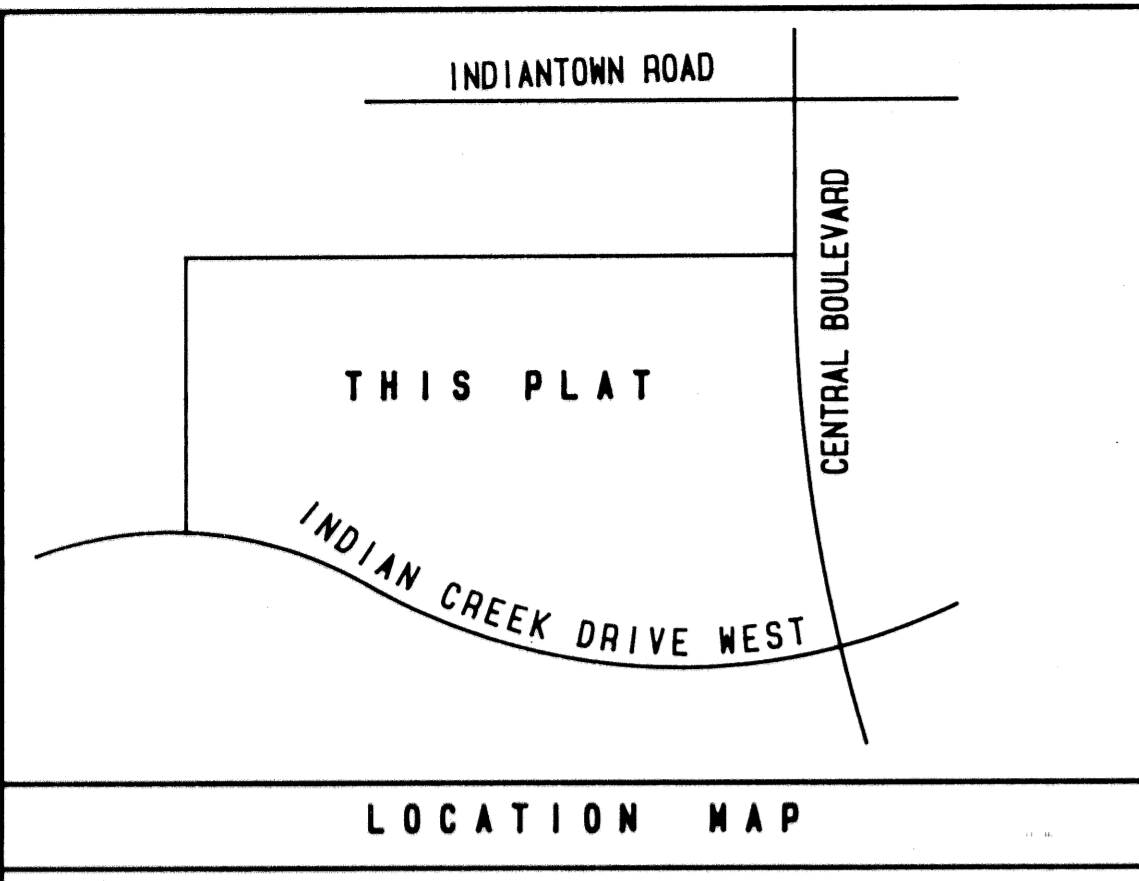 INDIANTOWN ROAD
CENTRAL BOULEVARD
THIS PLAT
INDIAN CREEK DRIVE WEST
LOCATION MAP